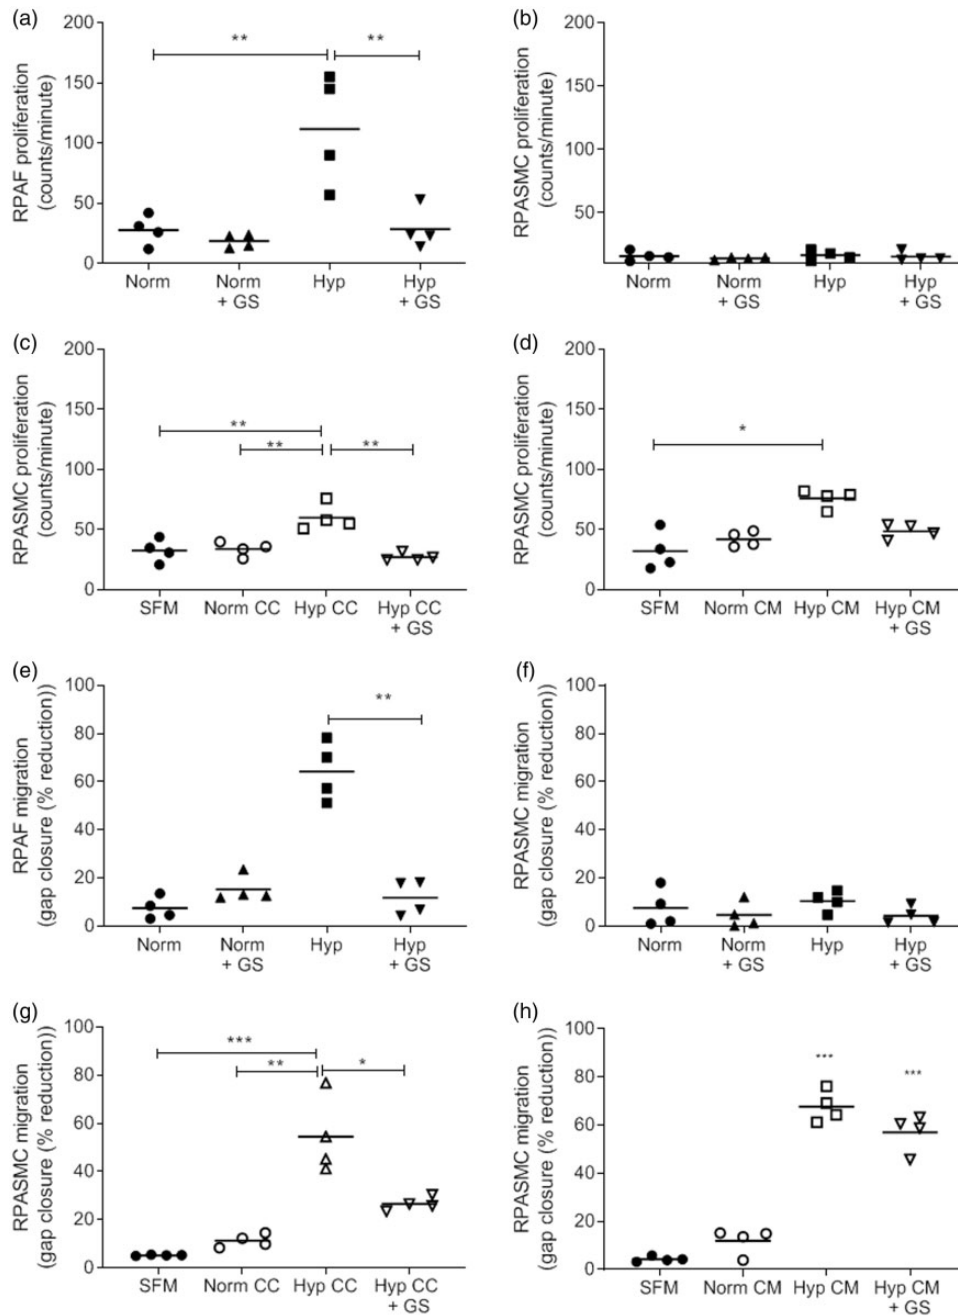 (a)
RPAF proliferation
(counts/minute)
200
150
100
50
0
**
**
Norm
Norm
+ GS
Hyp
Hyp
+ GS
(b)
RPASMC proliferation
(counts/minute)
200
150
100
50
Norm
Norm
+ GS
Hyp
Hyp
+ GS
(c)
RPASMC proliferation
(counts/minute)
200
150
100
50
0
**
**
**
SFM
Norm CC
Hyp CC
Hyp CC
+ GS
(d)
RPASMC proliferation
(counts/minute)
200
150
100
50
0
*
SFM
Norm CM
Hyp CM
Hyp CM
+ GS
(e)
RPAF migration
(gap closure (% reduction))
100
80
60
40
20
0
**
Norm
Norm
+ GS
Hyp
Hyp
+ GS
(f)
RPASMC migration
(gap closure (% reduction))
100
80
60
40
20
0
Norm
Norm
+ GS
Hyp
Hyp
+ GS
(g)
RPASMC migration
(gap closure (% reduction))
100
80
60
40
20
0
***
**
*
SFM
Norm CC
Hyp CC
Hyp CC
+ GS
(h)
RPASMC migration
(gap closure (% reduction))
100
80
60
40
20
0
***
***
SFM
Norm CM
Hyp CM
Hyp CM
+ GS